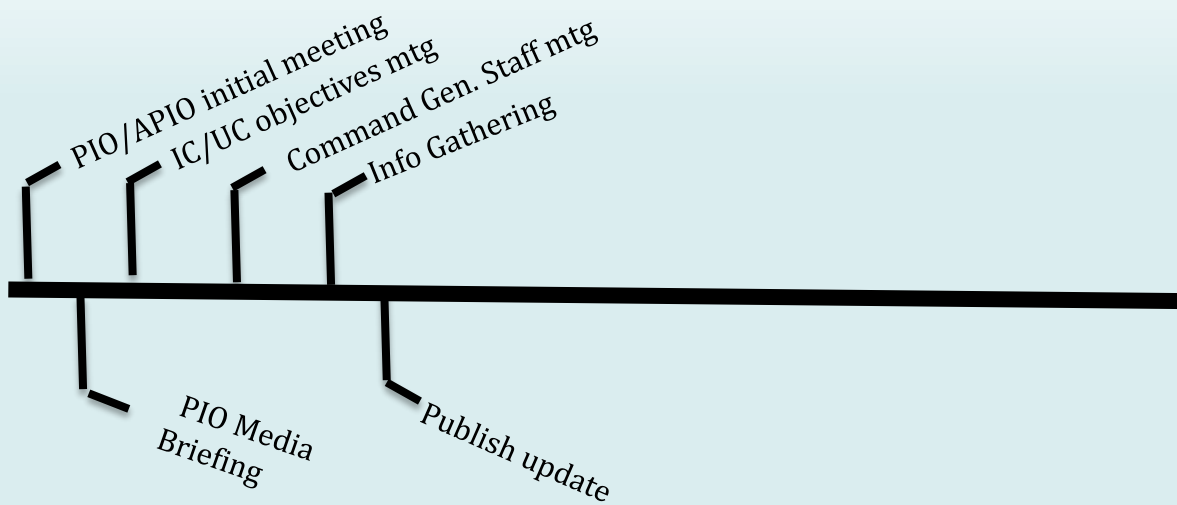 PIO/APIO initial meeting
IC/UC objectives mtg
Command Gen. Staff mtg
Info Gathering
PIO Media
Briefing
Publish update